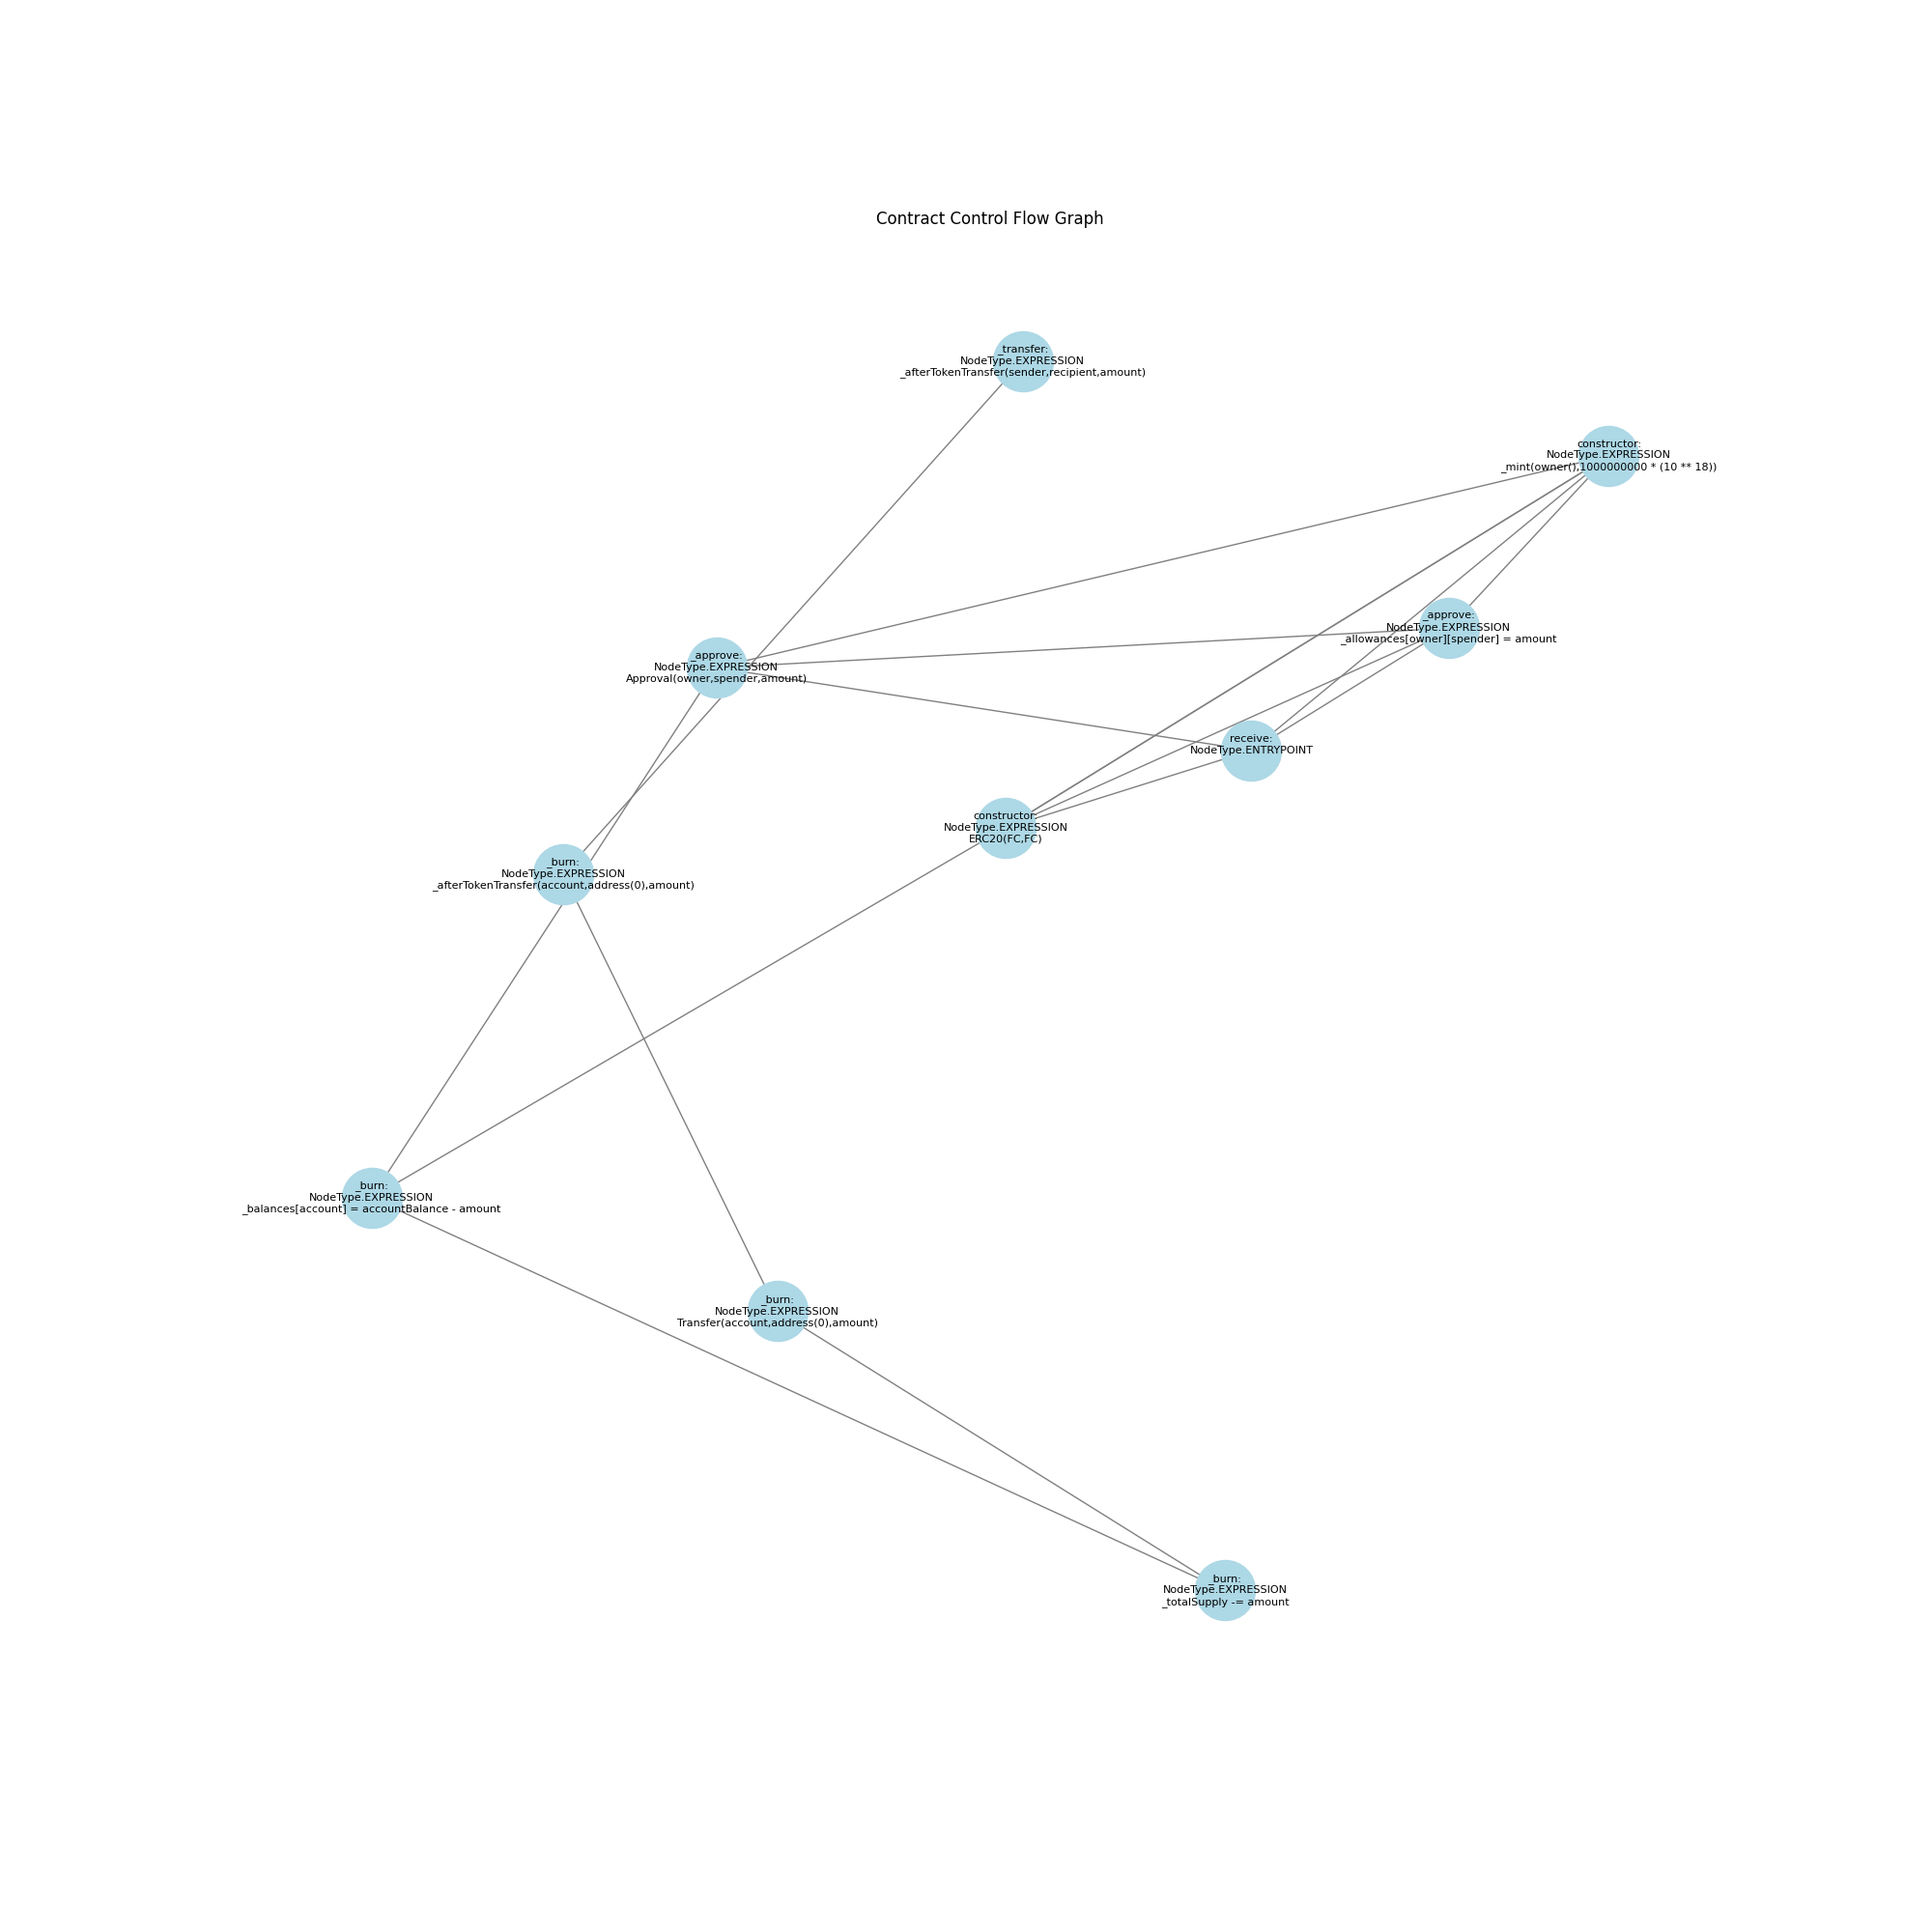 Contract Control Flow Graph
_transfer:
NodeType.EXPRESSION
_afterTokenTransfer(sender,recipient,amount)
constructor:
NodeType.EXPRESSION
_mint(owner(),1000000000 * (10 ** 18))
_approve:
NodeType.EXPRESSION
_allowances[owner][spender] = amount
_approve:
NodeType.EXPRESSION
Approval(owner,spender,amount)
receive:
NodeType.ENTRYPOINT
constructor:
NodeType.EXPRESSION
ERC20(FC,FC)
_burn:
NodeType.EXPRESSION
_afterTokenTransfer(account,address(0),amount)
_burn:
NodeType.EXPRESSION
_balances[account] = accountBalance - amount
_burn:
NodeType.EXPRESSION
Transfer(account,address(0),amount)
_burn:
NodeType.EXPRESSION
_totalSupply -= amount